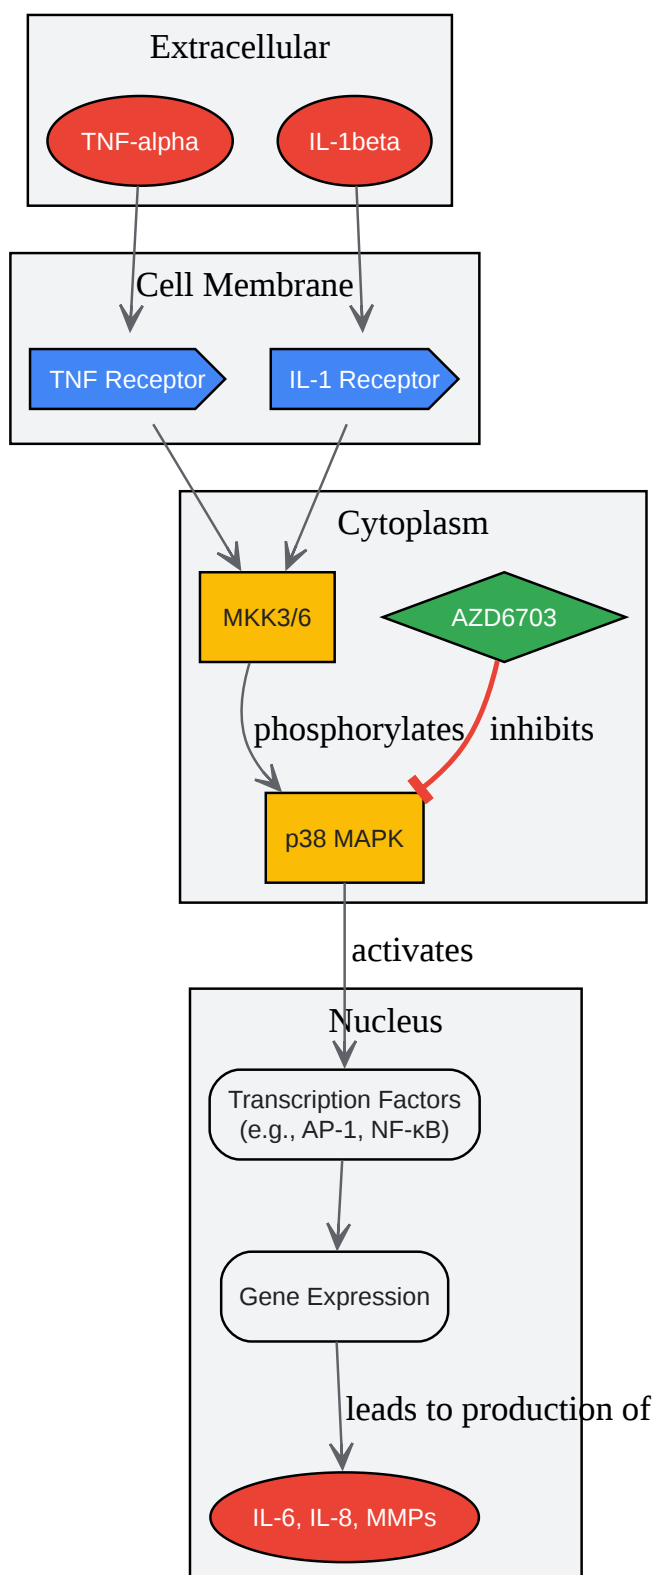 Extracellular
TNF-alpha
IL-1beta
Cell Membrane
TNF Receptor
IL-1 Receptor
Cytoplasm
MKK3/6
AZD6703
phosphorylates
inhibits
p38 MAPK
activates
Nucleus
Transcription Factors
(e.g., AP-1, NF-κB)
Gene Expression
leads to production of
IL-6, IL-8, MMPs